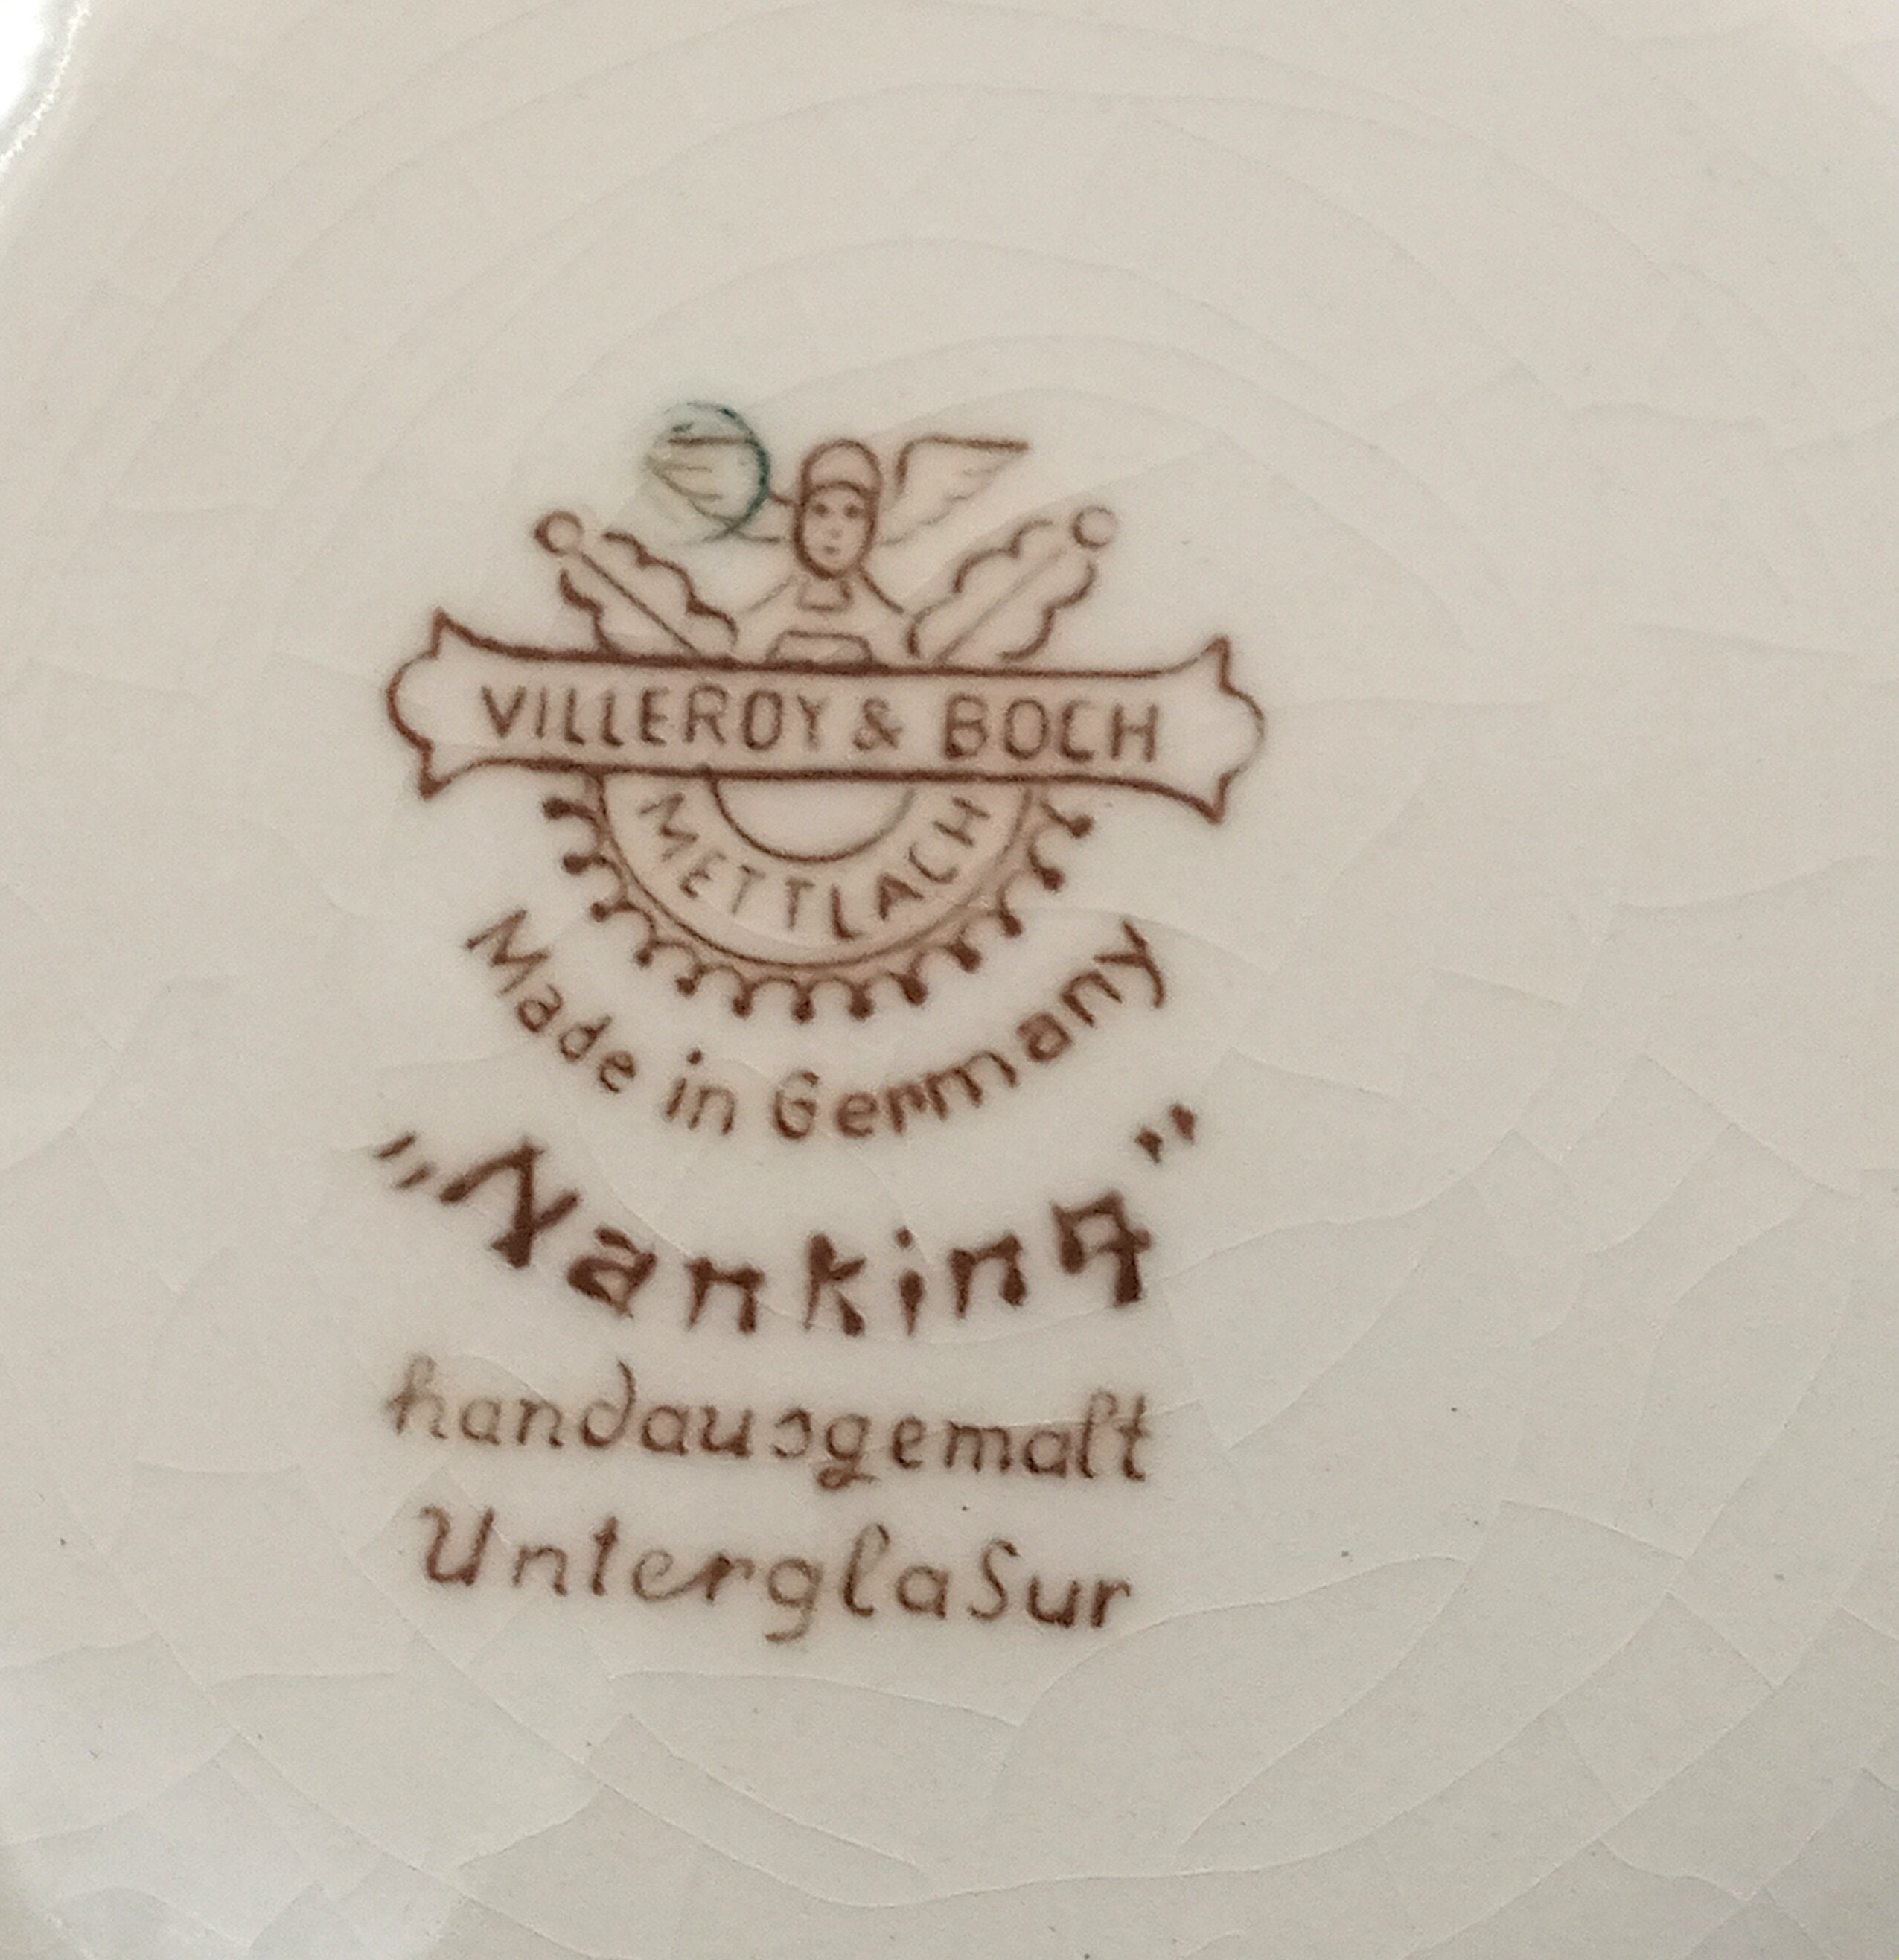 VILLEROY & BOCH
METTLACH
Made in Germany
„Nanking”
handausgemalt
Unterglasur